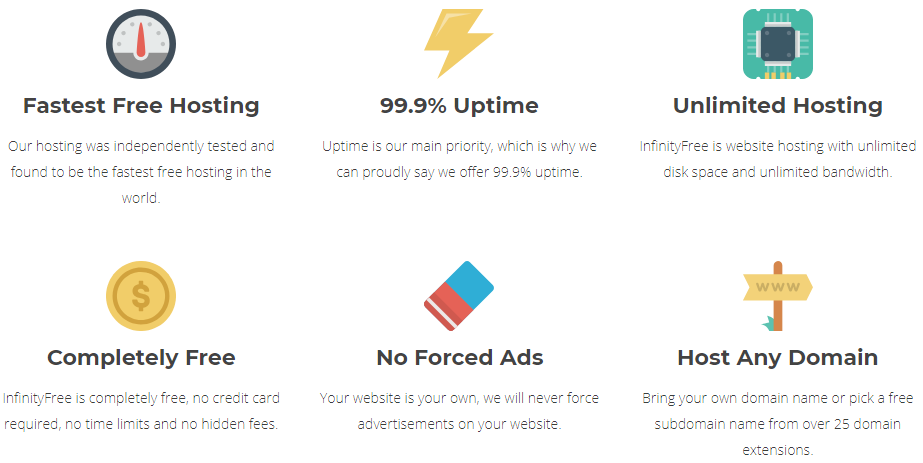 Fastest Free Hosting
Our hosting was independently tested and
found to be the fastest free hosting in the
world.
99.9% Uptime
Uptime is our main priority, which is why we
can proudly say we offer 99.9% uptime.
Unlimited Hosting
InfinityFree is website hosting with unlimited
disk space and unlimited bandwidth.
$
Completely Free
InfinityFree is completely free, no credit card
required, no time limits and no hidden fees.
No Forced Ads
Your website is your own, we will never force
advertisements on your website.
WWW
Host Any Domain
Bring your own domain name or pick a free
subdomain name from over 25 domain
extensions.